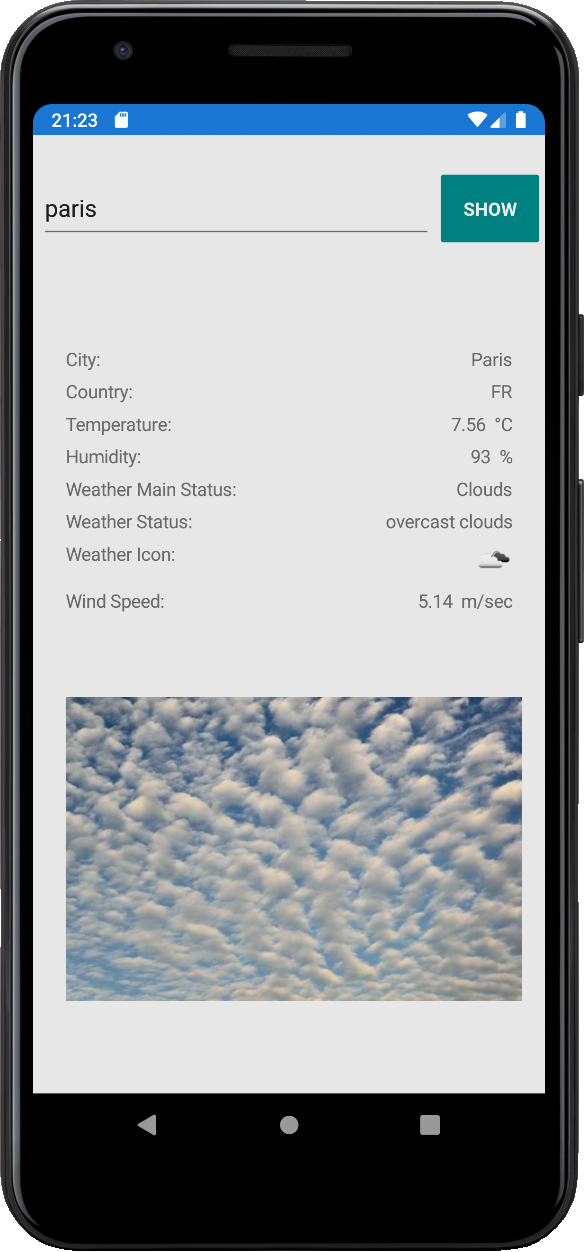 21:23
paris
SHOW
City: Paris
Country: FR
Temperature: 7.56 °C
Humidity: 93 %
Weather Main Status: Clouds
Weather Status: overcast clouds
Weather Icon:
Wind Speed: 5.14 m/sec